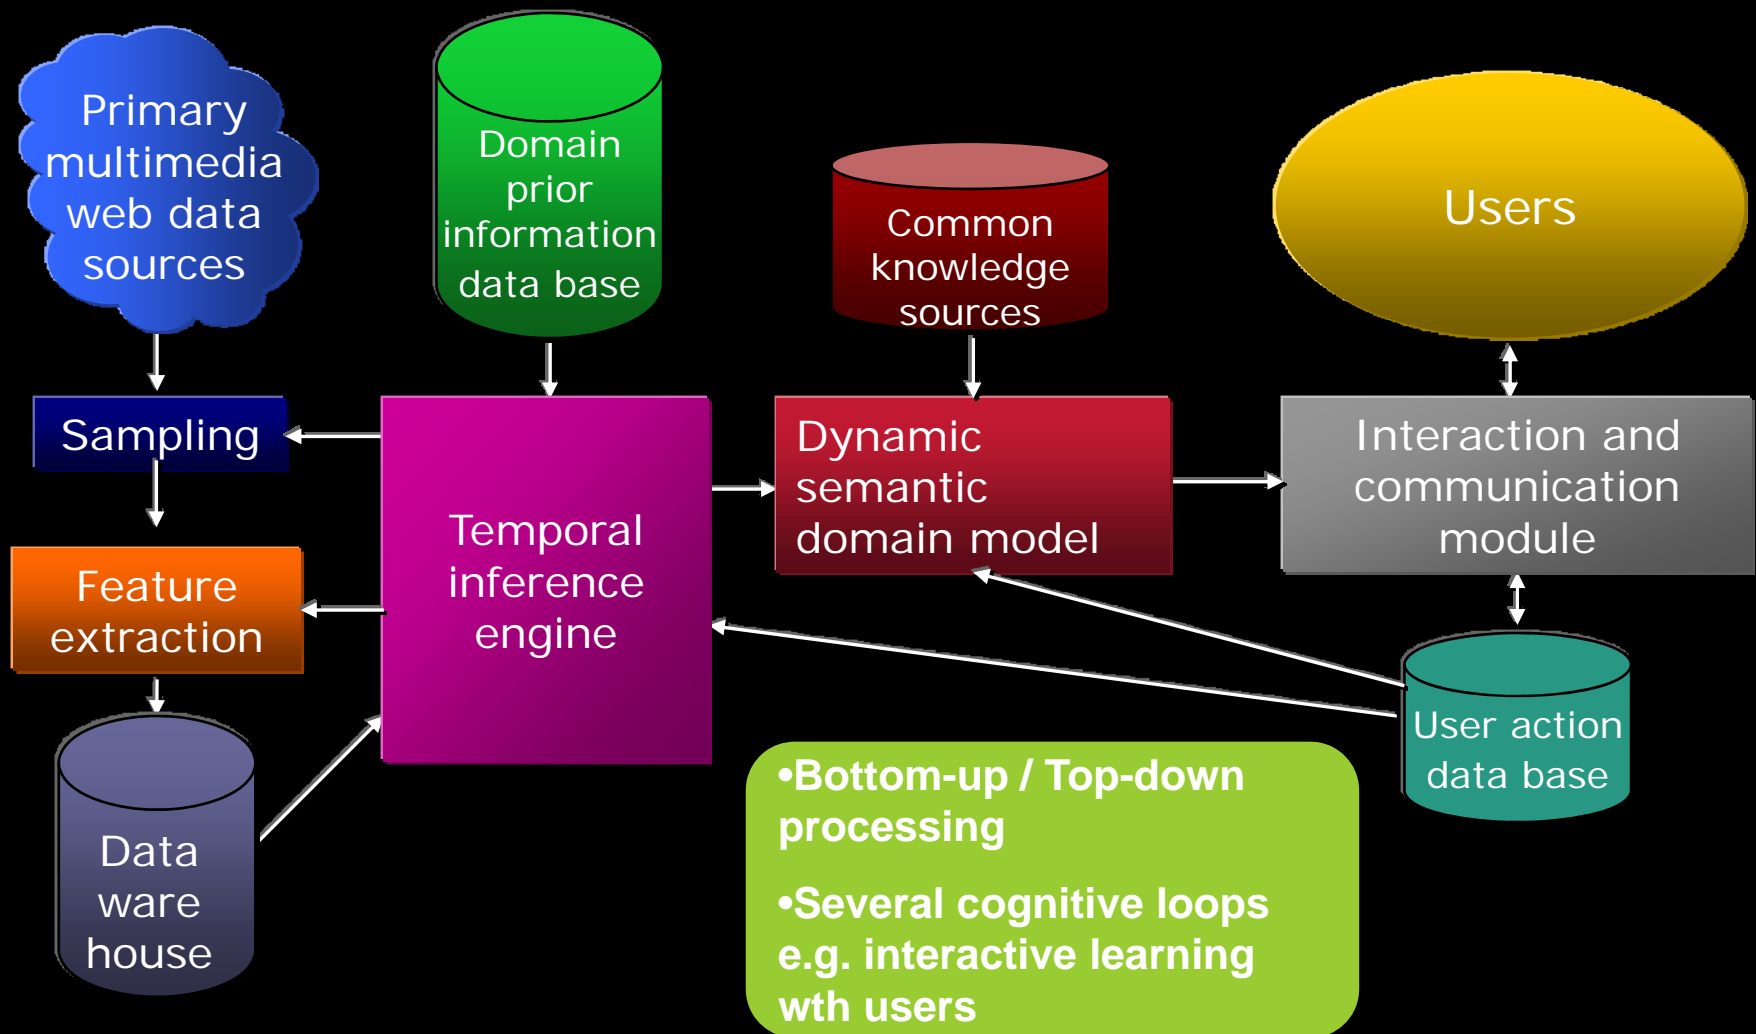 Primary
multimedia
web data
sources
Domain
prior
information
data base
Common
knowledge
sources
Users
Sampling
Temporal
inference
engine
Dynamic
semantic
domain model
Interaction and
communication
module
Feature
extraction
Data
ware
house
User action
data base
•Bottom-up / Top-down
processing
•Several cognitive loops
e.g. interactive learning
wth users